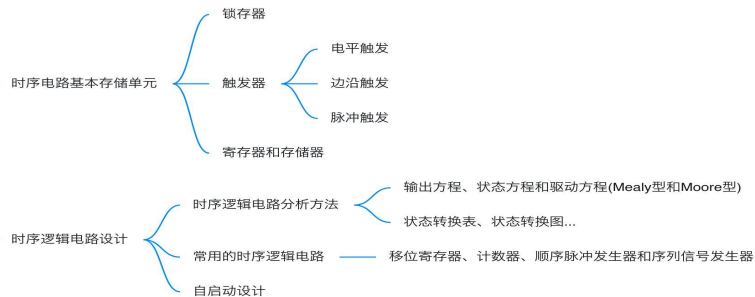 锁存器
电平触发
时序电路基本存储单元
触发器
边沿触发
脉冲触发
寄存器和存储器
输出方程、状态方程和驱动方程(Mealy型和Moore型)
时序逻辑电路分析方法
状态转换表、状态转换图...
时序逻辑电路设计
常用的时序逻辑电路
移位寄存器、计数器、顺序脉冲发生器和序列信号发生器
自启动设计